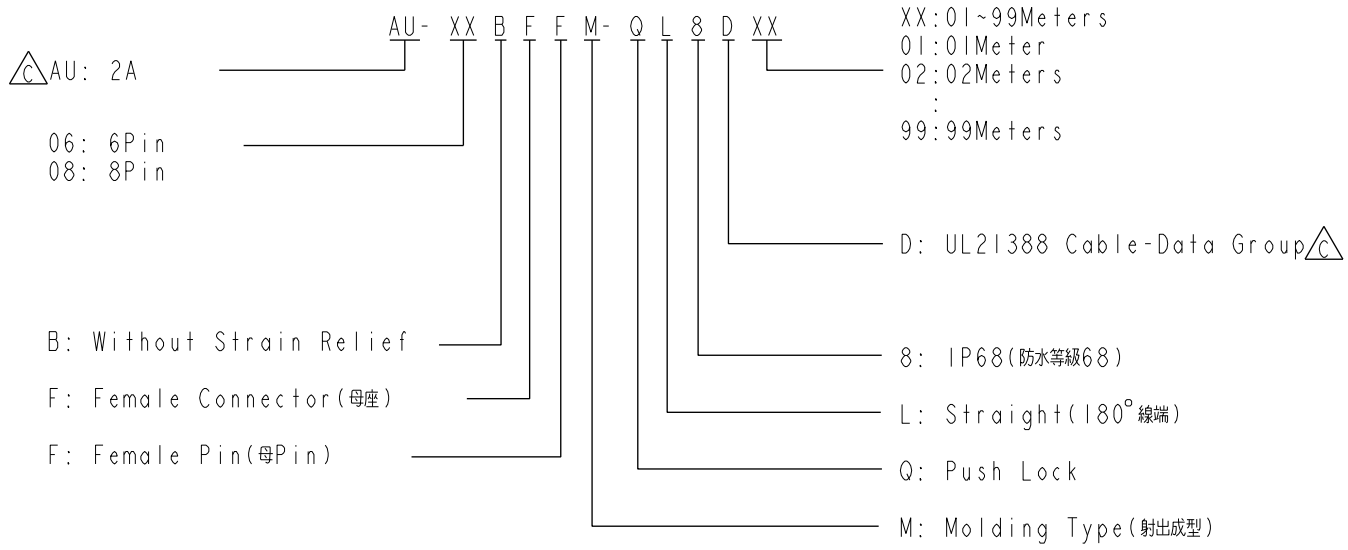 AU- XX B F F M- Q L 8 D XX
XX:01~99Meters
01:01Meter
02:02Meters
:
99:99Meters
C AU: 2A
06: 6Pin
08: 8Pin
D: UL21388 Cable-Data Group C
B: Without Strain Relief
8: IP68(防水等級68)
F: Female Connector(母座)
L: Straight(180°線端)
F: Female Pin(母Pin)
Q: Push Lock
M: Molding Type(射出成型)